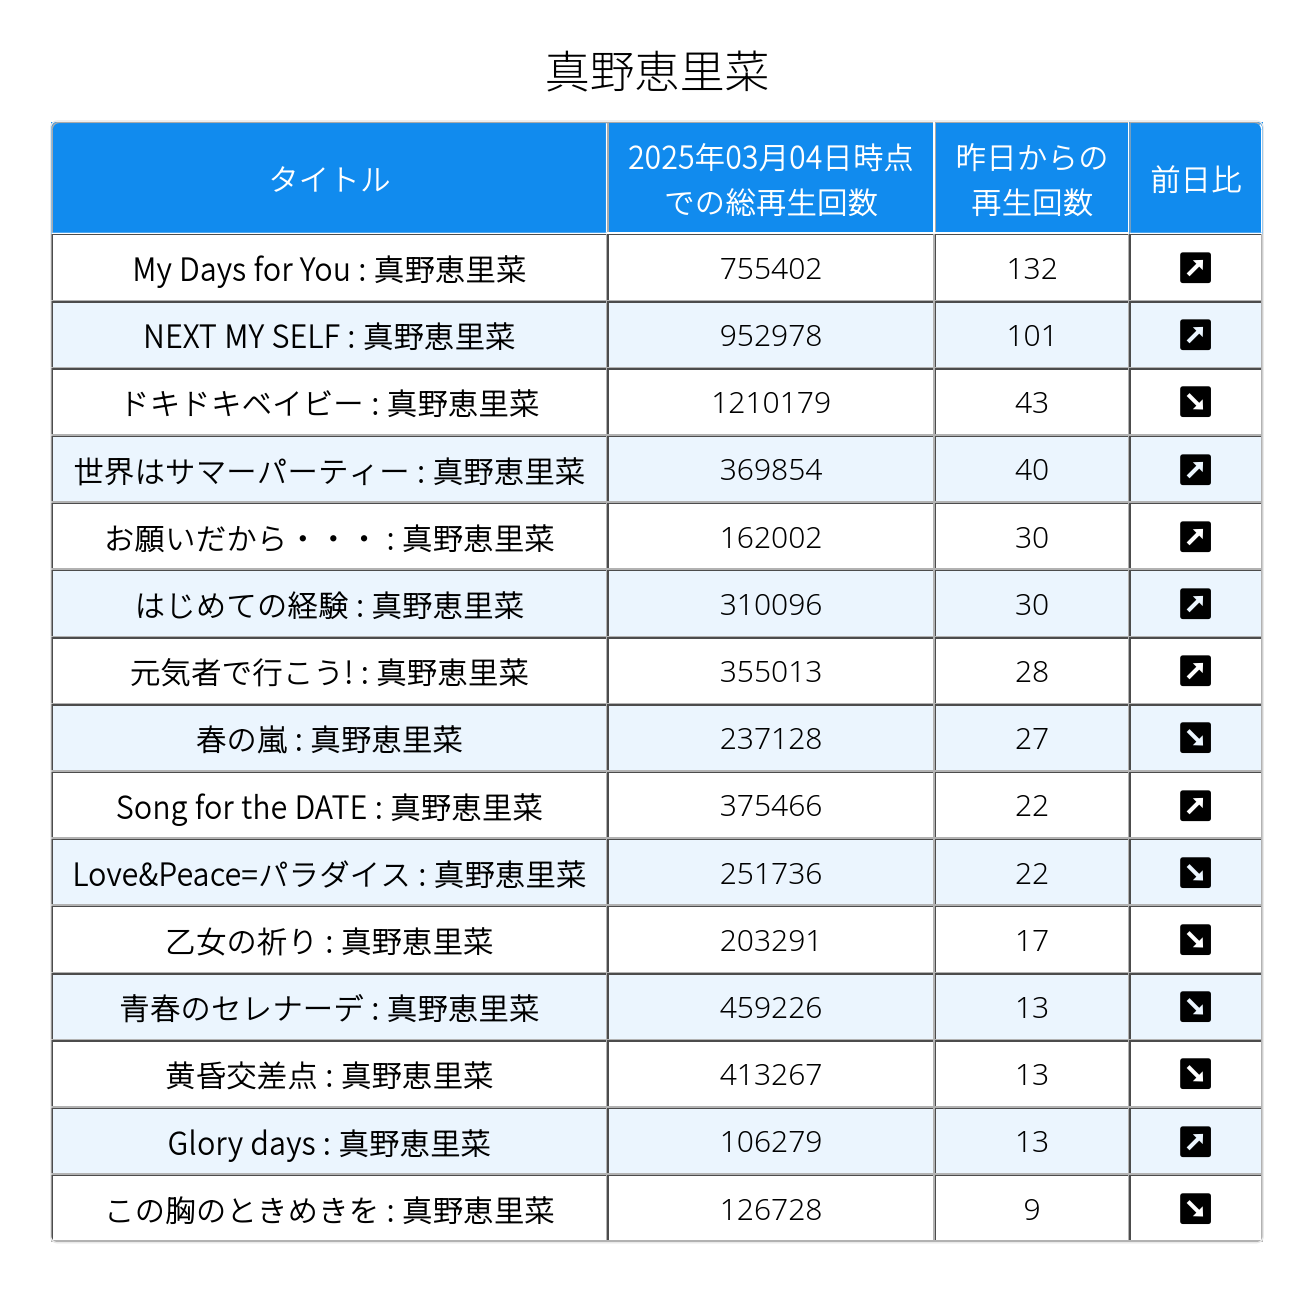 真野恵里菜
タイトル
2025年03月04日時点
での総再生回数
昨日からの
再生回数
前日比
My Days for You : 真野恵里菜 755402 132
NEXT MY SELF : 真野恵里菜 952978 101
ドキドキベイビー : 真野恵里菜 1210179 43
世界はサマーパーティー : 真野恵里菜 369854 40
お願いだから・・・ : 真野恵里菜 162002 30
はじめての経験 : 真野恵里菜 310096 30
元気者で行こう! : 真野恵里菜 355013 28
春の嵐 : 真野恵里菜 237128 27
Song for the DATE : 真野恵里菜 375466 22
Love&Peace=パラダイス : 真野恵里菜 251736 22
乙女の祈り : 真野恵里菜 203291 17
青春のセレナーデ : 真野恵里菜 459226 13
黄昏交差点 : 真野恵里菜 413267 13
Glory days : 真野恵里菜 106279 13
この胸のときめきを : 真野恵里菜 126728 9